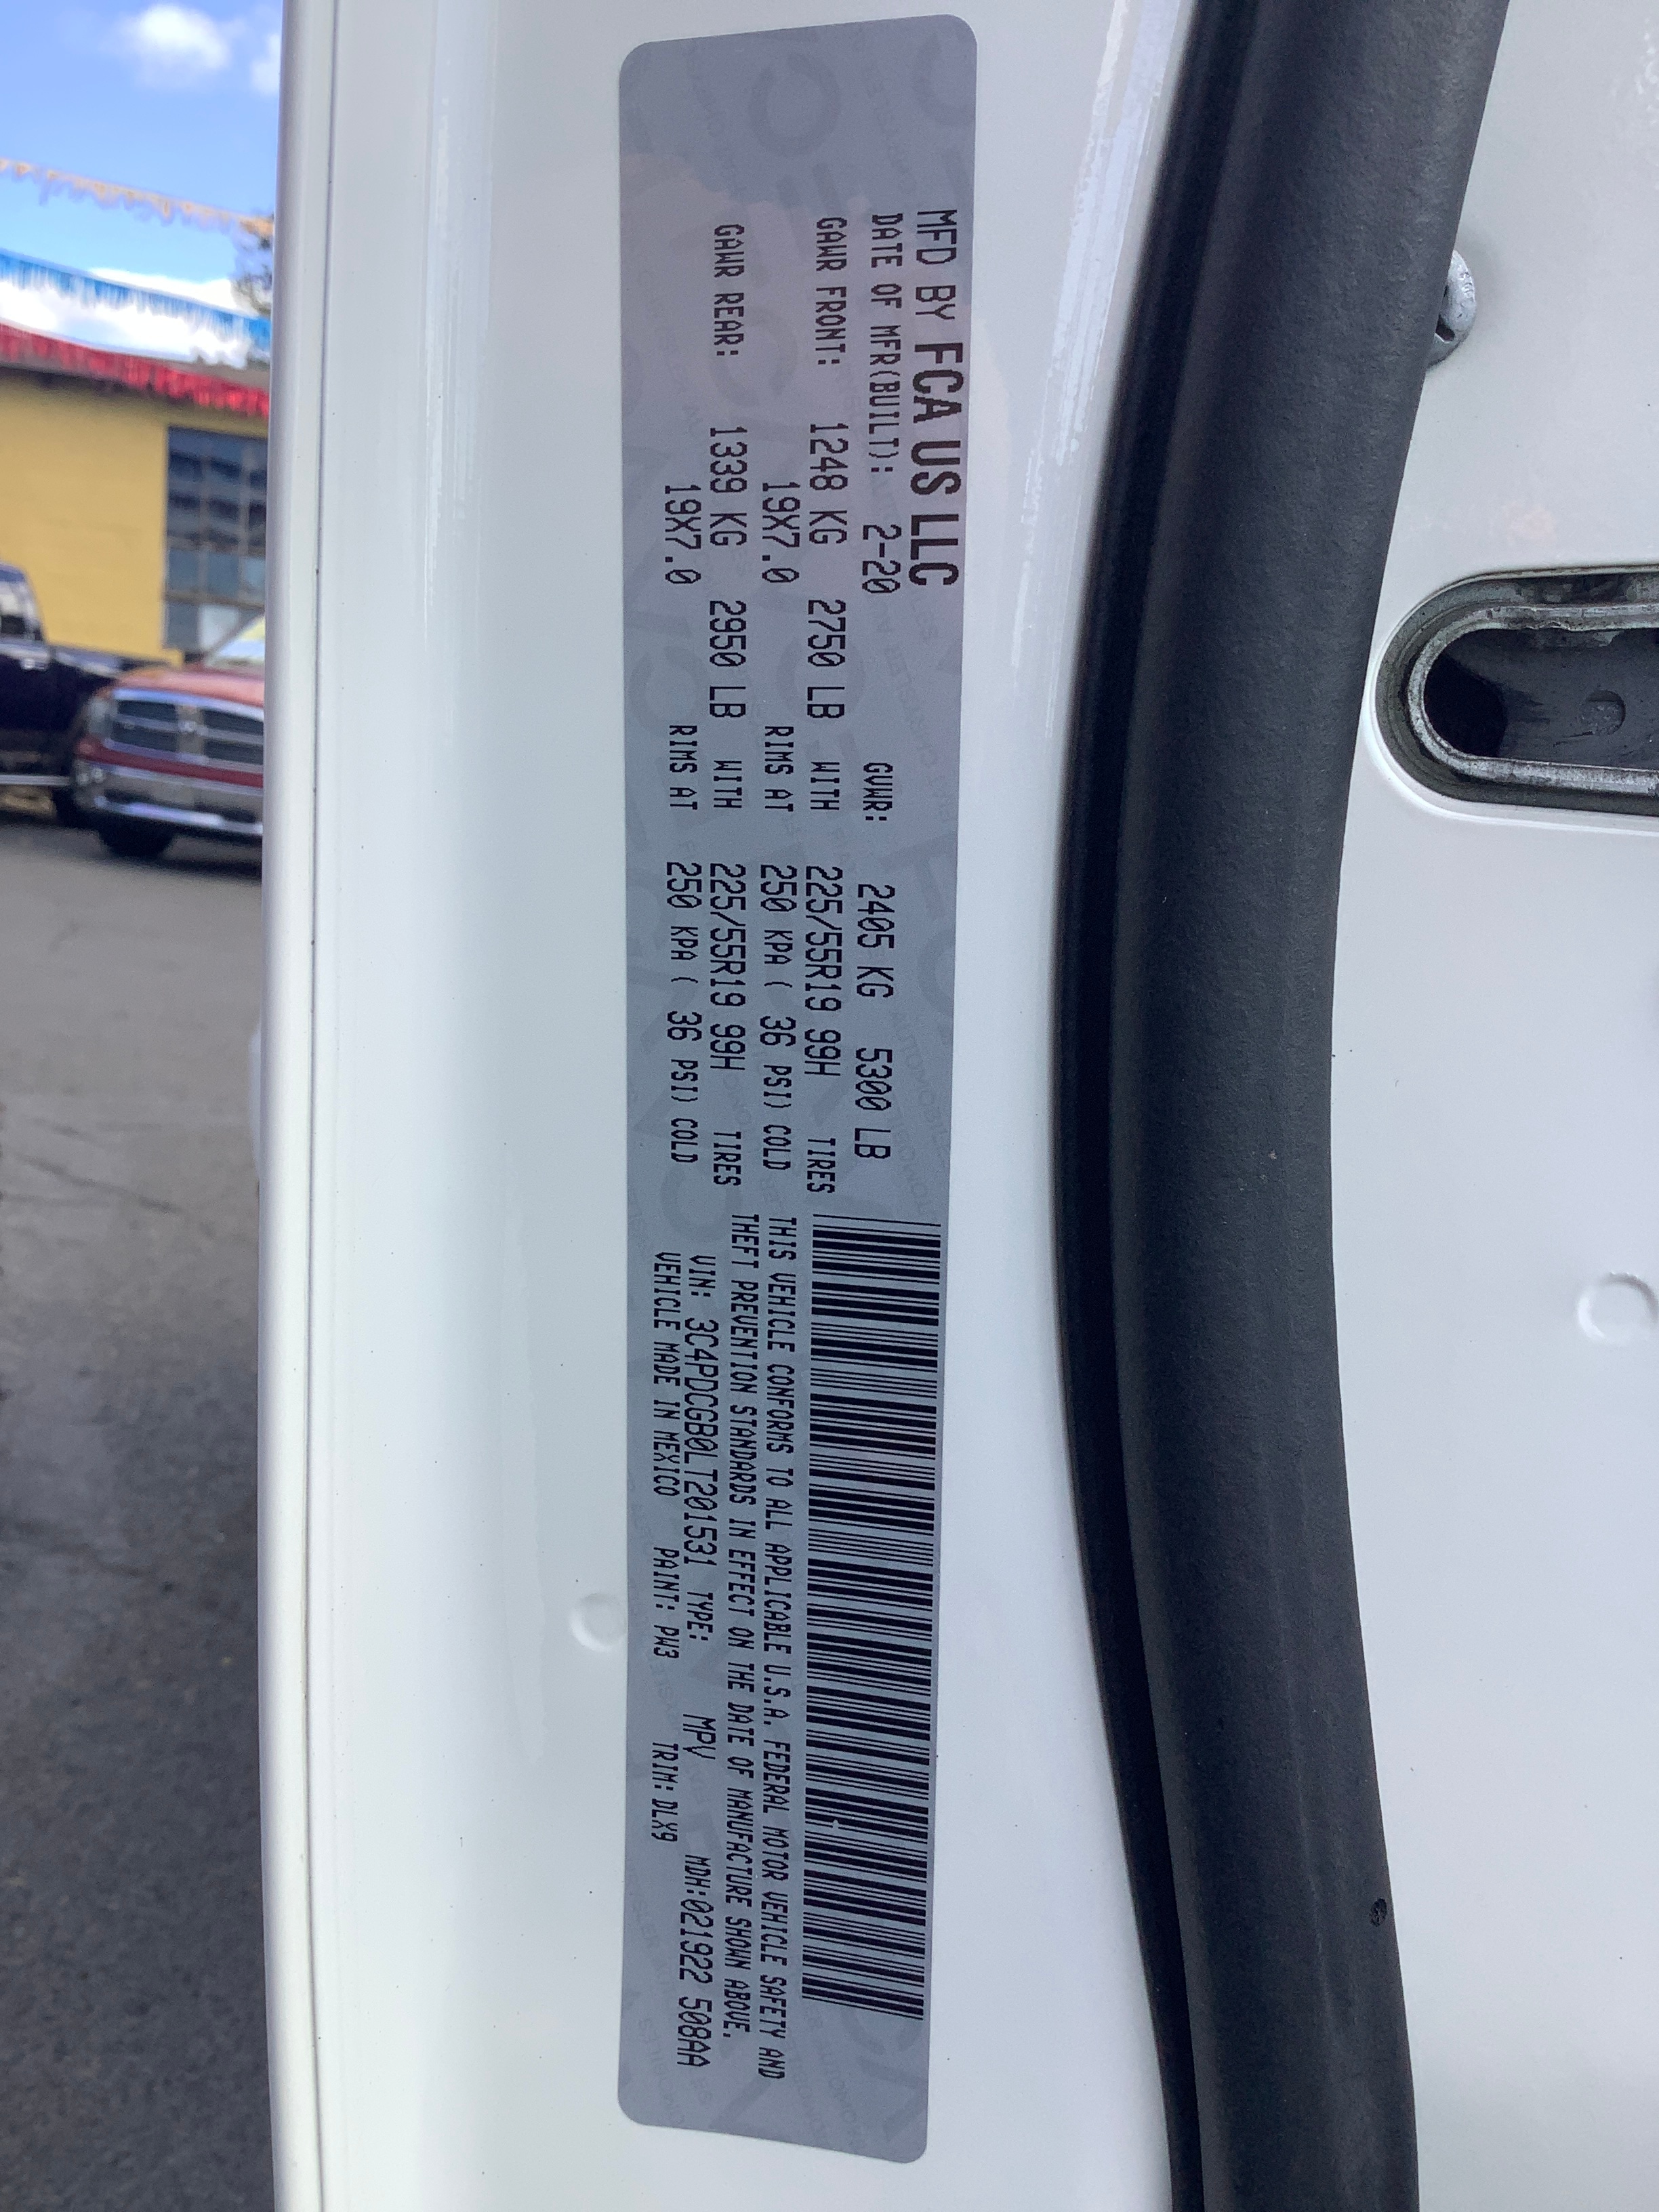 MFD BY FCA US LLC
DATE OF MFR(BUILT): 2-20 GVWR: 2405 KG 5300 LB
GAWR FRONT: 1248 KG 2750 LB WITH 225/55R19 99H TIRES
19X7.0 RIMS AT 250 KPA ( 36 PSI) COLD
GAWR REAR: 1339 KG 2950 LB WITH 225/55R19 99H TIRES
19X7.0 RIMS AT 250 KPA ( 36 PSI) COLD
THIS VEHICLE CONFORMS TO ALL APPLICABLE U.S.A. FEDERAL MOTOR VEHICLE SAFETY AND
THEFT PREVENTION STANDARDS IN EFFECT ON THE DATE OF MANUFACTURE SHOWN ABOVE.
VIN: 3C4PDCGB0LT201531 TYPE: MPV MDH:021922 508AA
VEHICLE MADE IN MEXICO PAINT: PW3 TRIM: DLX9